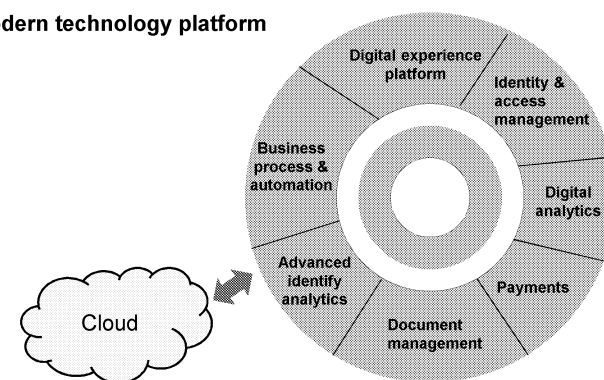 dern technology platform
Digital experience
platform
Identity &
access
management
Business
process &
automation
Digital
analytics
Advanced
identify
analytics
Payments
Cloud
Document
management